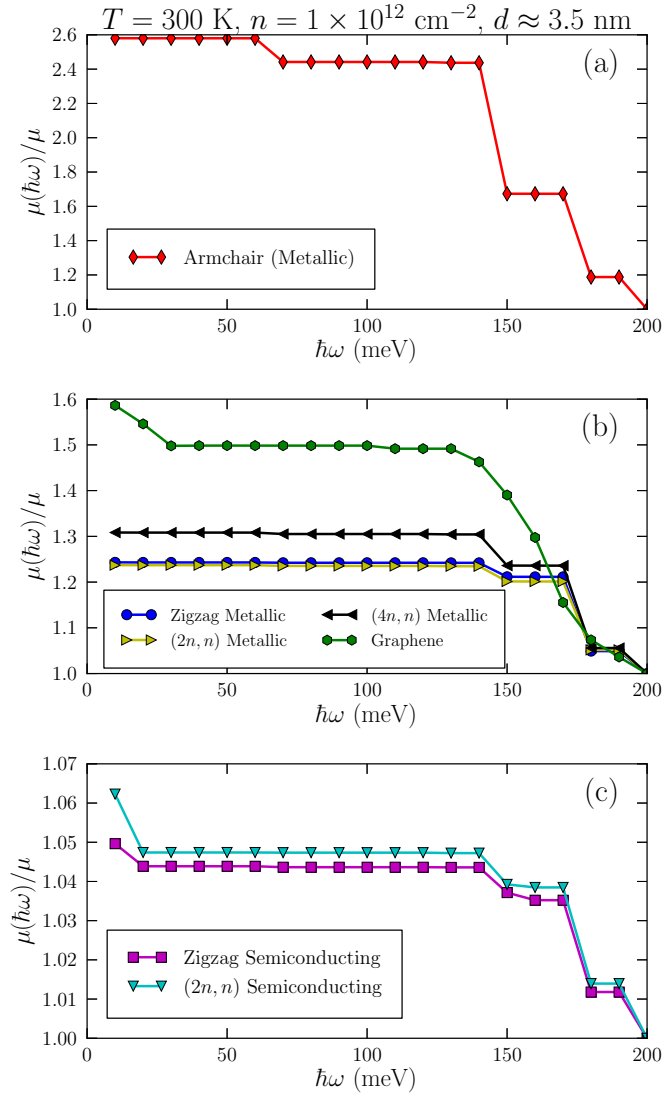 T = 300 K, n = 1 × 10¹² cm⁻², d ≈ 3.5 nm
(a)
2.6
2.4
2.2
2.0
1.8
1.6
1.4
1.2
1.0
μ(ħω)/μ
Armchair (Metallic)
0 50 100 150 200
ħω (meV)
(b)
1.6
1.5
1.4
1.3
1.2
1.1
1.0
μ(ħω)/μ
Zigzag Metallic (4n, n) Metallic
(2n, n) Metallic Graphene
0 50 100 150 200
ħω (meV)
(c)
1.07
1.06
1.05
1.04
1.03
1.02
1.01
1.00
μ(ħω)/μ
Zigzag Semiconducting
(2n, n) Semiconducting
0 50 100 150 200
ħω (meV)